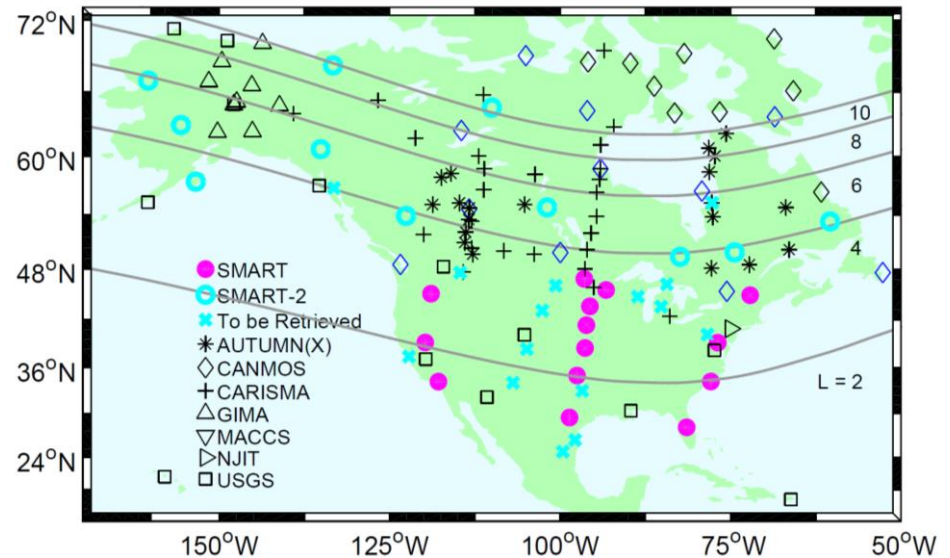 72°N
60°N
48°N
36°N
24°N
10
8
6
4
L = 2
SMART
SMART-2
To be Retrieved
AUTUMN(X)
CANMOS
CARISMA
GIMA
MACCS
NJIT
USGS
150°W
125°W
100°W
75°W
50°W